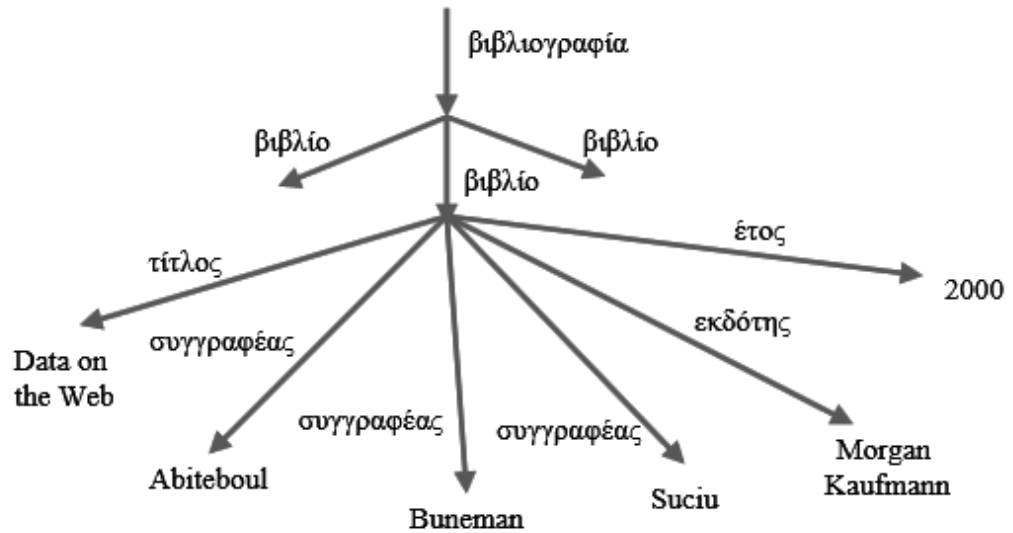 βιβλιογραφία
βιβλίο
βιβλίο
βιβλίο
έτος
τίτλος
2000
εκδότης
συγγραφέας
Data on
the Web
συγγραφέας
συγγραφέας
Morgan
Kaufmann
Abiteboul
Suciu
Buneman